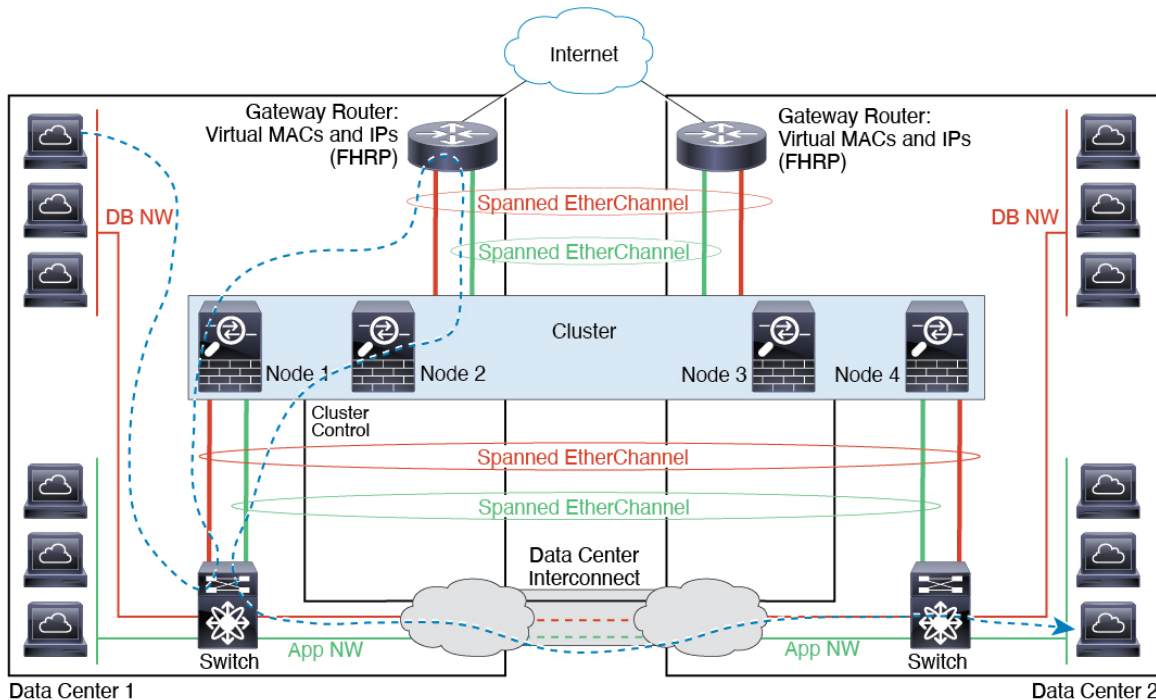 Internet
Gateway Router:
Virtual MACs and IPs
(FHRP)
Gateway Router:
Virtual MACs and IPs
(FHRP)
DB NW
Spanned EtherChannel
DB NW
Spanned EtherChannel
Cluster
Node 1
Node 2
Node 3
Node 4
Cluster
Control
Spanned EtherChannel
Spanned EtherChannel
Data Center
Interconnect
App NW
App NW
Switch
Switch
Data Center 1
Data Center 2